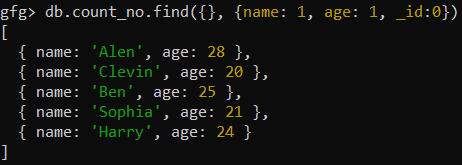 gfg> db.count_no.find({}, {name: 1, age: 1, _id:0})
[
  { name: 'Alen', age: 28 },
  { name: 'Clevin', age: 20 },
  { name: 'Ben', age: 25 },
  { name: 'Sophia', age: 21 },
  { name: 'Harry', age: 24 }
]